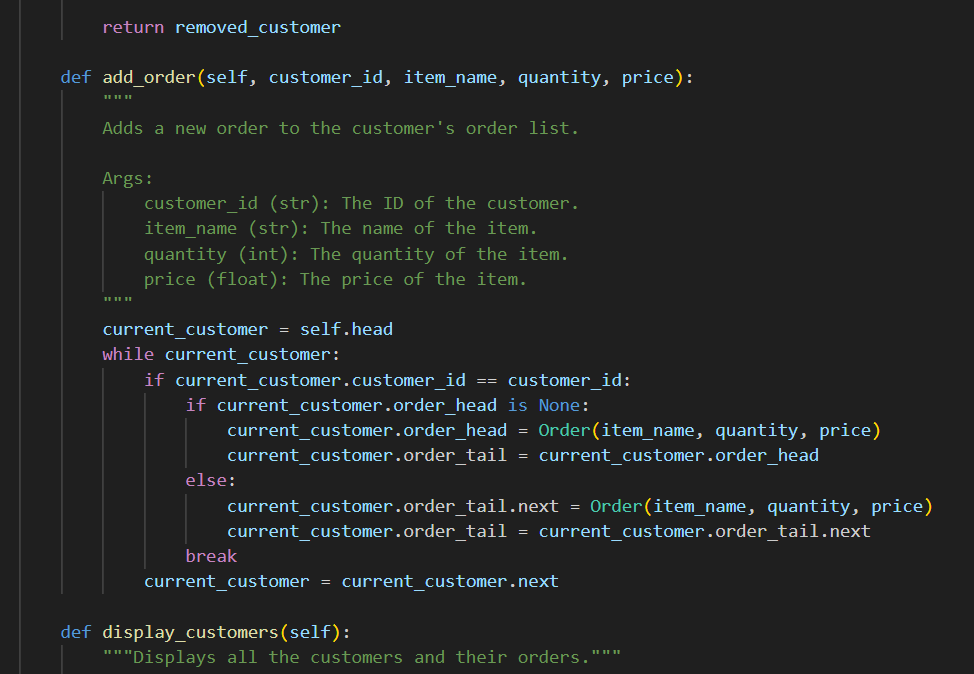 return removed_customer

    def add_order(self, customer_id, item_name, quantity, price):
        """
        Adds a new order to the customer's order list.

        Args:
            customer_id (str): The ID of the customer.
            item_name (str): The name of the item.
            quantity (int): The quantity of the item.
            price (float): The price of the item.
        """
        current_customer = self.head
        while current_customer:
            if current_customer.customer_id == customer_id:
                if current_customer.order_head is None:
                    current_customer.order_head = Order(item_name, quantity, price)
                    current_customer.order_tail = current_customer.order_head
                else:
                    current_customer.order_tail.next = Order(item_name, quantity, price)
                    current_customer.order_tail = current_customer.order_tail.next
                break
            current_customer = current_customer.next

    def display_customers(self):
        """Displays all the customers and their orders."""